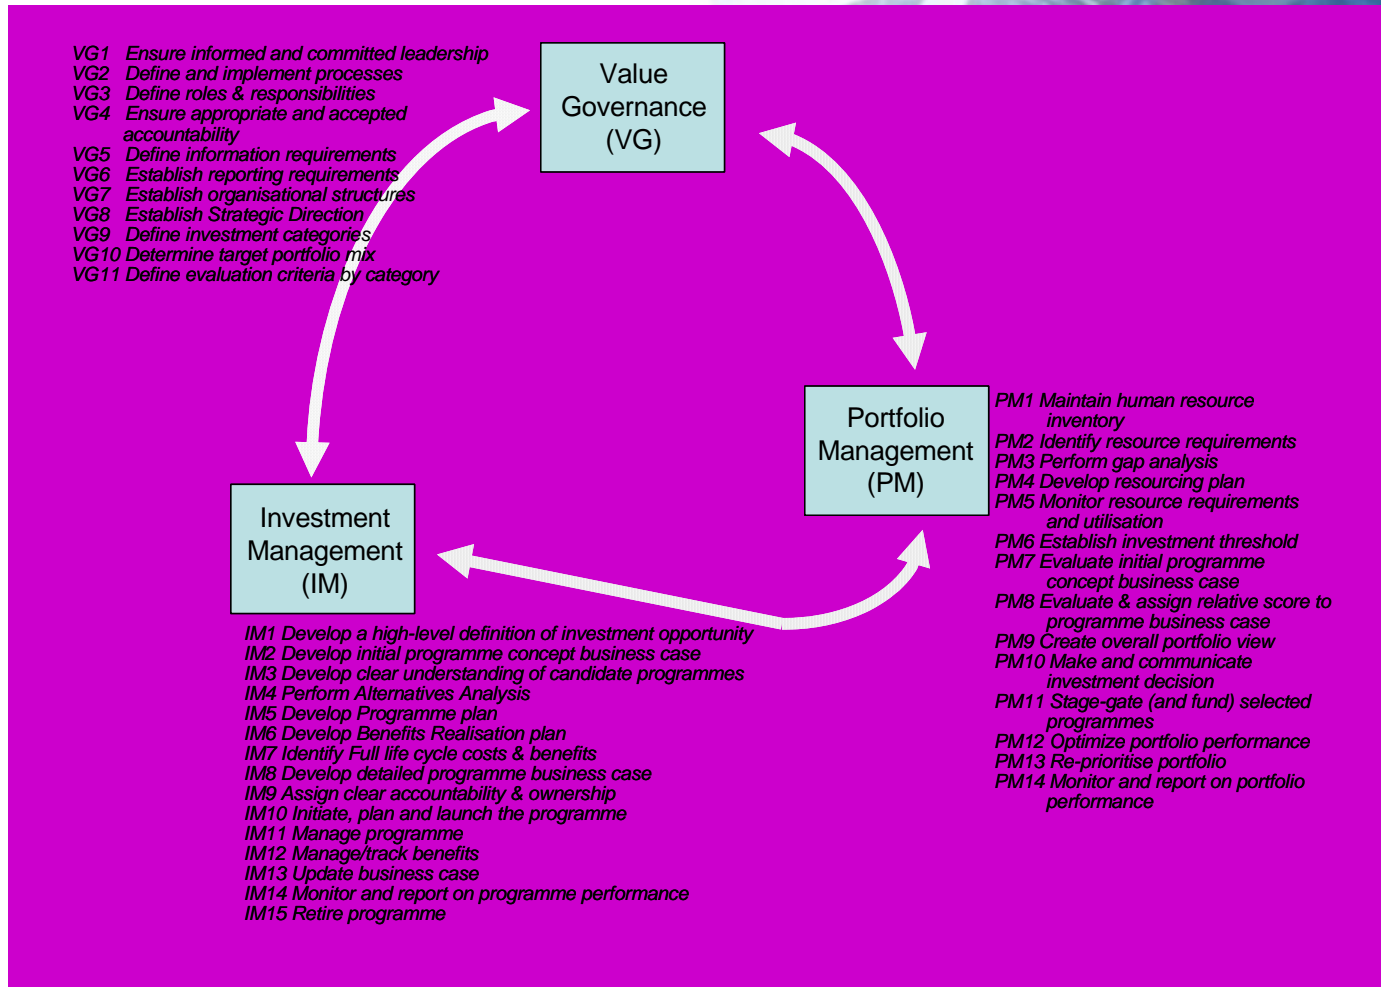 VG1 Ensure informed and committed leadership
VG2 Define and implement processes
VG3 Define roles & responsibilities
VG4 Ensure appropriate and accepted
accountability
VG5 Define information requirements
VG6 Establish reporting requirements
VG7 Establish organisational structures
VG8 Establish Strategic Direction
VG9 Define investment categories
VG10 Determine target portfolio mix
VG11 Define evaluation criteria by category
Value
Governance
(VG)
Portfolio
Management
(PM)
PM1 Maintain human resource
inventory
PM2 Identify resource requirements
PM3 Perform gap analysis
PM4 Develop resourcing plan
PM5 Monitor resource requirements
and utilisation
PM6 Establish investment threshold
PM7 Evaluate initial programme
concept business case
PM8 Evaluate & assign relative score to
programme business case
PM9 Create overall portfolio view
PM10 Make and communicate
investment decision
PM11 Stage-gate (and fund) selected
programmes
PM12 Optimize portfolio performance
PM13 Re-prioritise portfolio
PM14 Monitor and report on portfolio
performance
Investment
Management
(IM)
IM1 Develop a high-level definition of investment opportunity
IM2 Develop initial programme concept business case
IM3 Develop clear understanding of candidate programmes
IM4 Perform Alternatives Analysis
IM5 Develop Programme plan
IM6 Develop Benefits Realisation plan
IM7 Identify Full life cycle costs & benefits
IM8 Develop detailed programme business case
IM9 Assign clear accountability & ownership
IM10 Initiate, plan and launch the programme
IM11 Manage programme
IM12 Manage/track benefits
IM13 Update business case
IM14 Monitor and report on programme performance
IM15 Retire programme